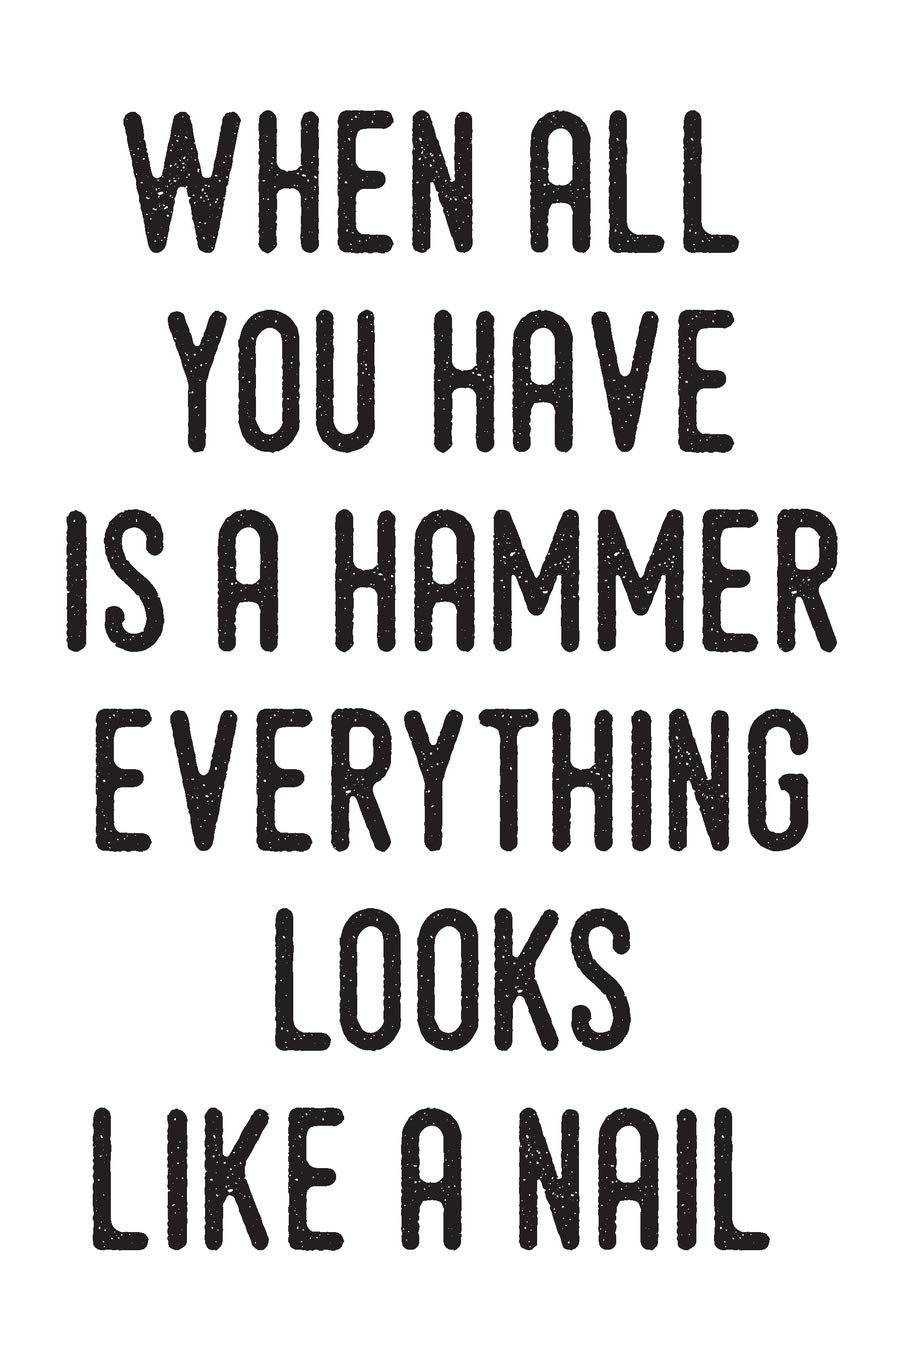 WHEN ALL
YOU HAVE
IS A HAMMER
EVERYTHING
LOOKS
LIKE A NAIL